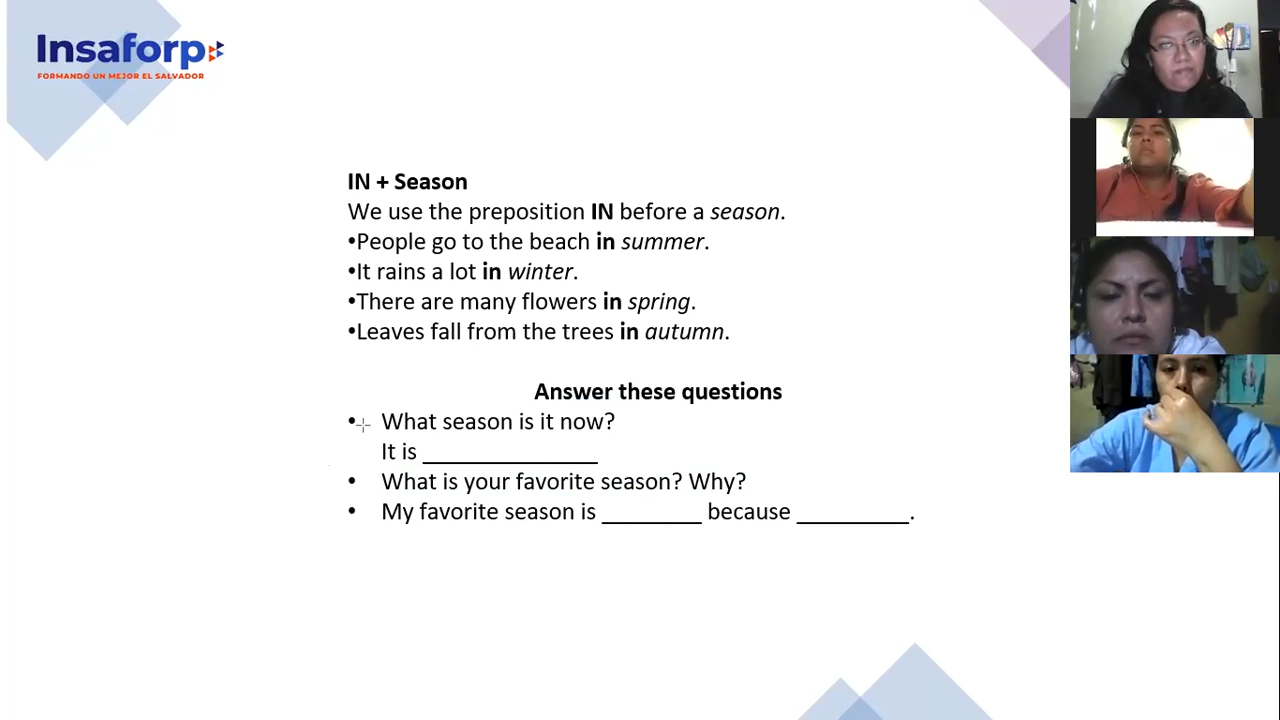 Insaforp
FORMANDO UN MEJOR EL SALVADOR
IN + Season
We use the preposition IN before a season.
•People go to the beach in summer.
•It rains a lot in winter.
•There are many flowers in spring.
•Leaves fall from the trees in autumn.
Answer these questions
• What season is it now?
It is ______________
• What is your favorite season? Why?
• My favorite season is ________ because _________.